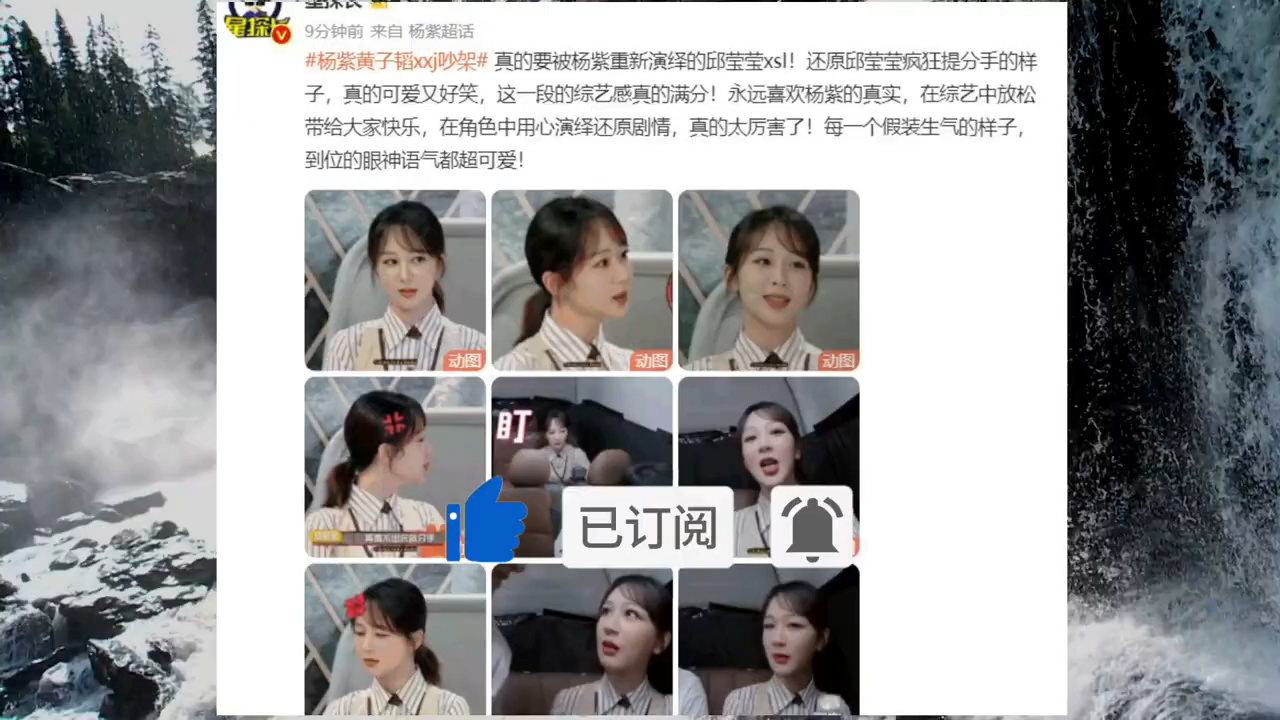 星探长
9分钟前 来自 杨紫超话
#杨紫黄子韬xxj吵架# 真的要被杨紫重新演绎的邱莹莹xsl！还原邱莹莹疯狂提分手的样
子，真的可爱又好笑，这一段的综艺感真的满分！永远喜欢杨紫的真实，在综艺中放松
带给大家快乐，在角色中用心演绎还原剧情，真的太厉害了！每一个假装生气的样子，
到位的眼神语气都超可爱！
动图
动图
动图
盯
已订阅